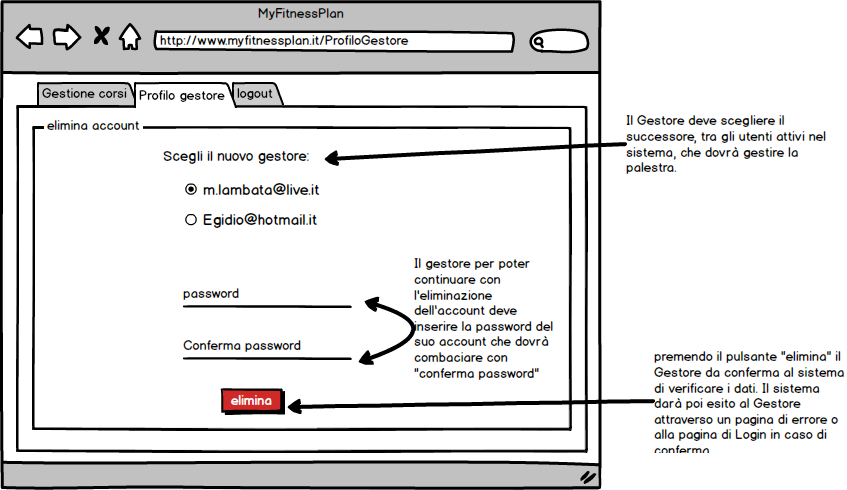 MyFitnessPlan
http://www.myfitnessplan.it/ProfiloGestore
Gestione corsi
Profilo gestore
logout
elimina account
Scegli il nuovo gestore:
m.lambata@live.it
Egidio@hotmail.it
password
Conferma password
elimina
Il Gestore deve scegliere il
successore, tra gli utenti attivi nel
sistema, che dovrà gestire la
palestra.
Il gestore per poter
continuare con
l'eliminazione
dell'account deve
inserire la password del
suo account che dovrà
combaciare con
"conferma password"
premendo il pulsante "elimina" il
Gestore da conferma al sistema
di verificare i dati. Il sistema
darà poi esito al Gestore
attraverso un pagina di errore o
alla pagina di Login in caso di
conferma